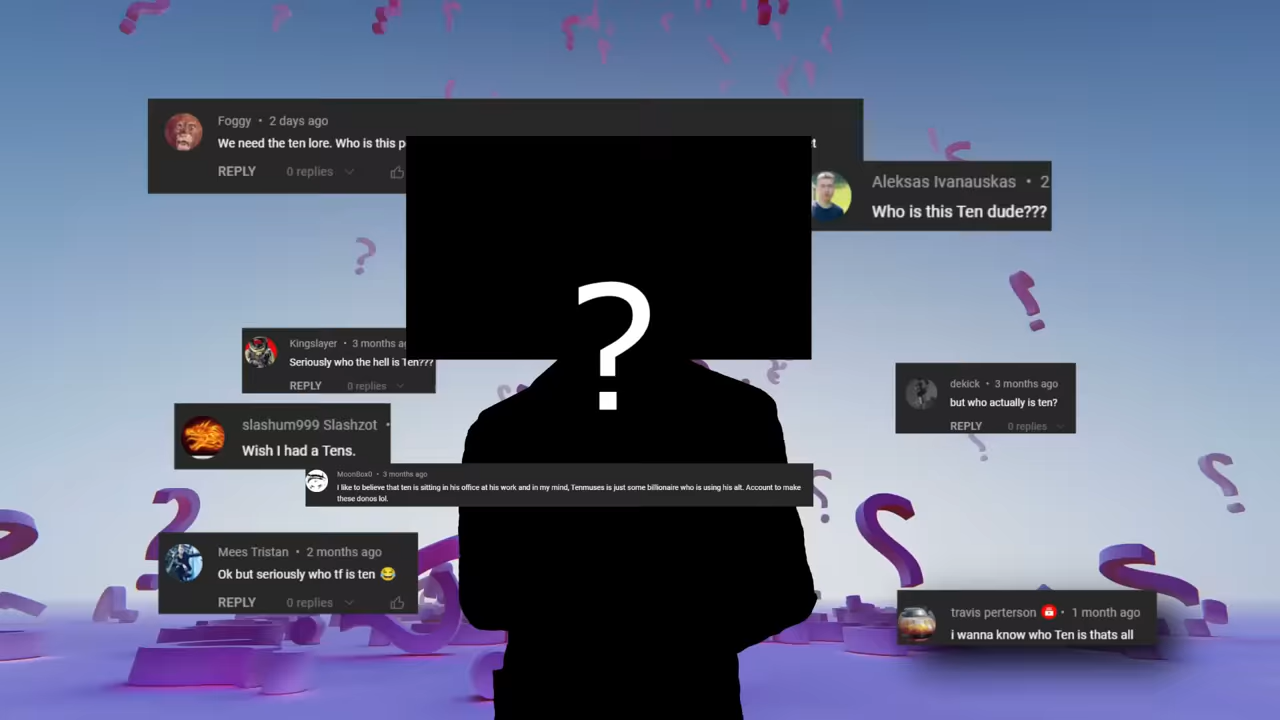 Foggy • 2 days ago
We need the ten lore. Who is this
REPLY 0 replies
Aleksas Ivanauskas • 2
Who is this Ten dude???
Kingslayer • 3 months
Seriously who the hell is Ten???
REPLY 0 replies
dekick • 3 months ago
but who actually is ten?
REPLY 0 replies
slashum999 Slashzot •
Wish I had a Tens.
MoonBox0 • 3 months ago
I like to believe that ten is sitting in his office at his work and in my mind, Tenmuses is just some billionaire who is using his alt. Account to make
these donos lol.
Mees Tristan • 2 months ago
Ok but seriously who tf is ten 😂
REPLY 0 replies
travis perterson • 1 month ago
i wanna know who Ten is thats all
?